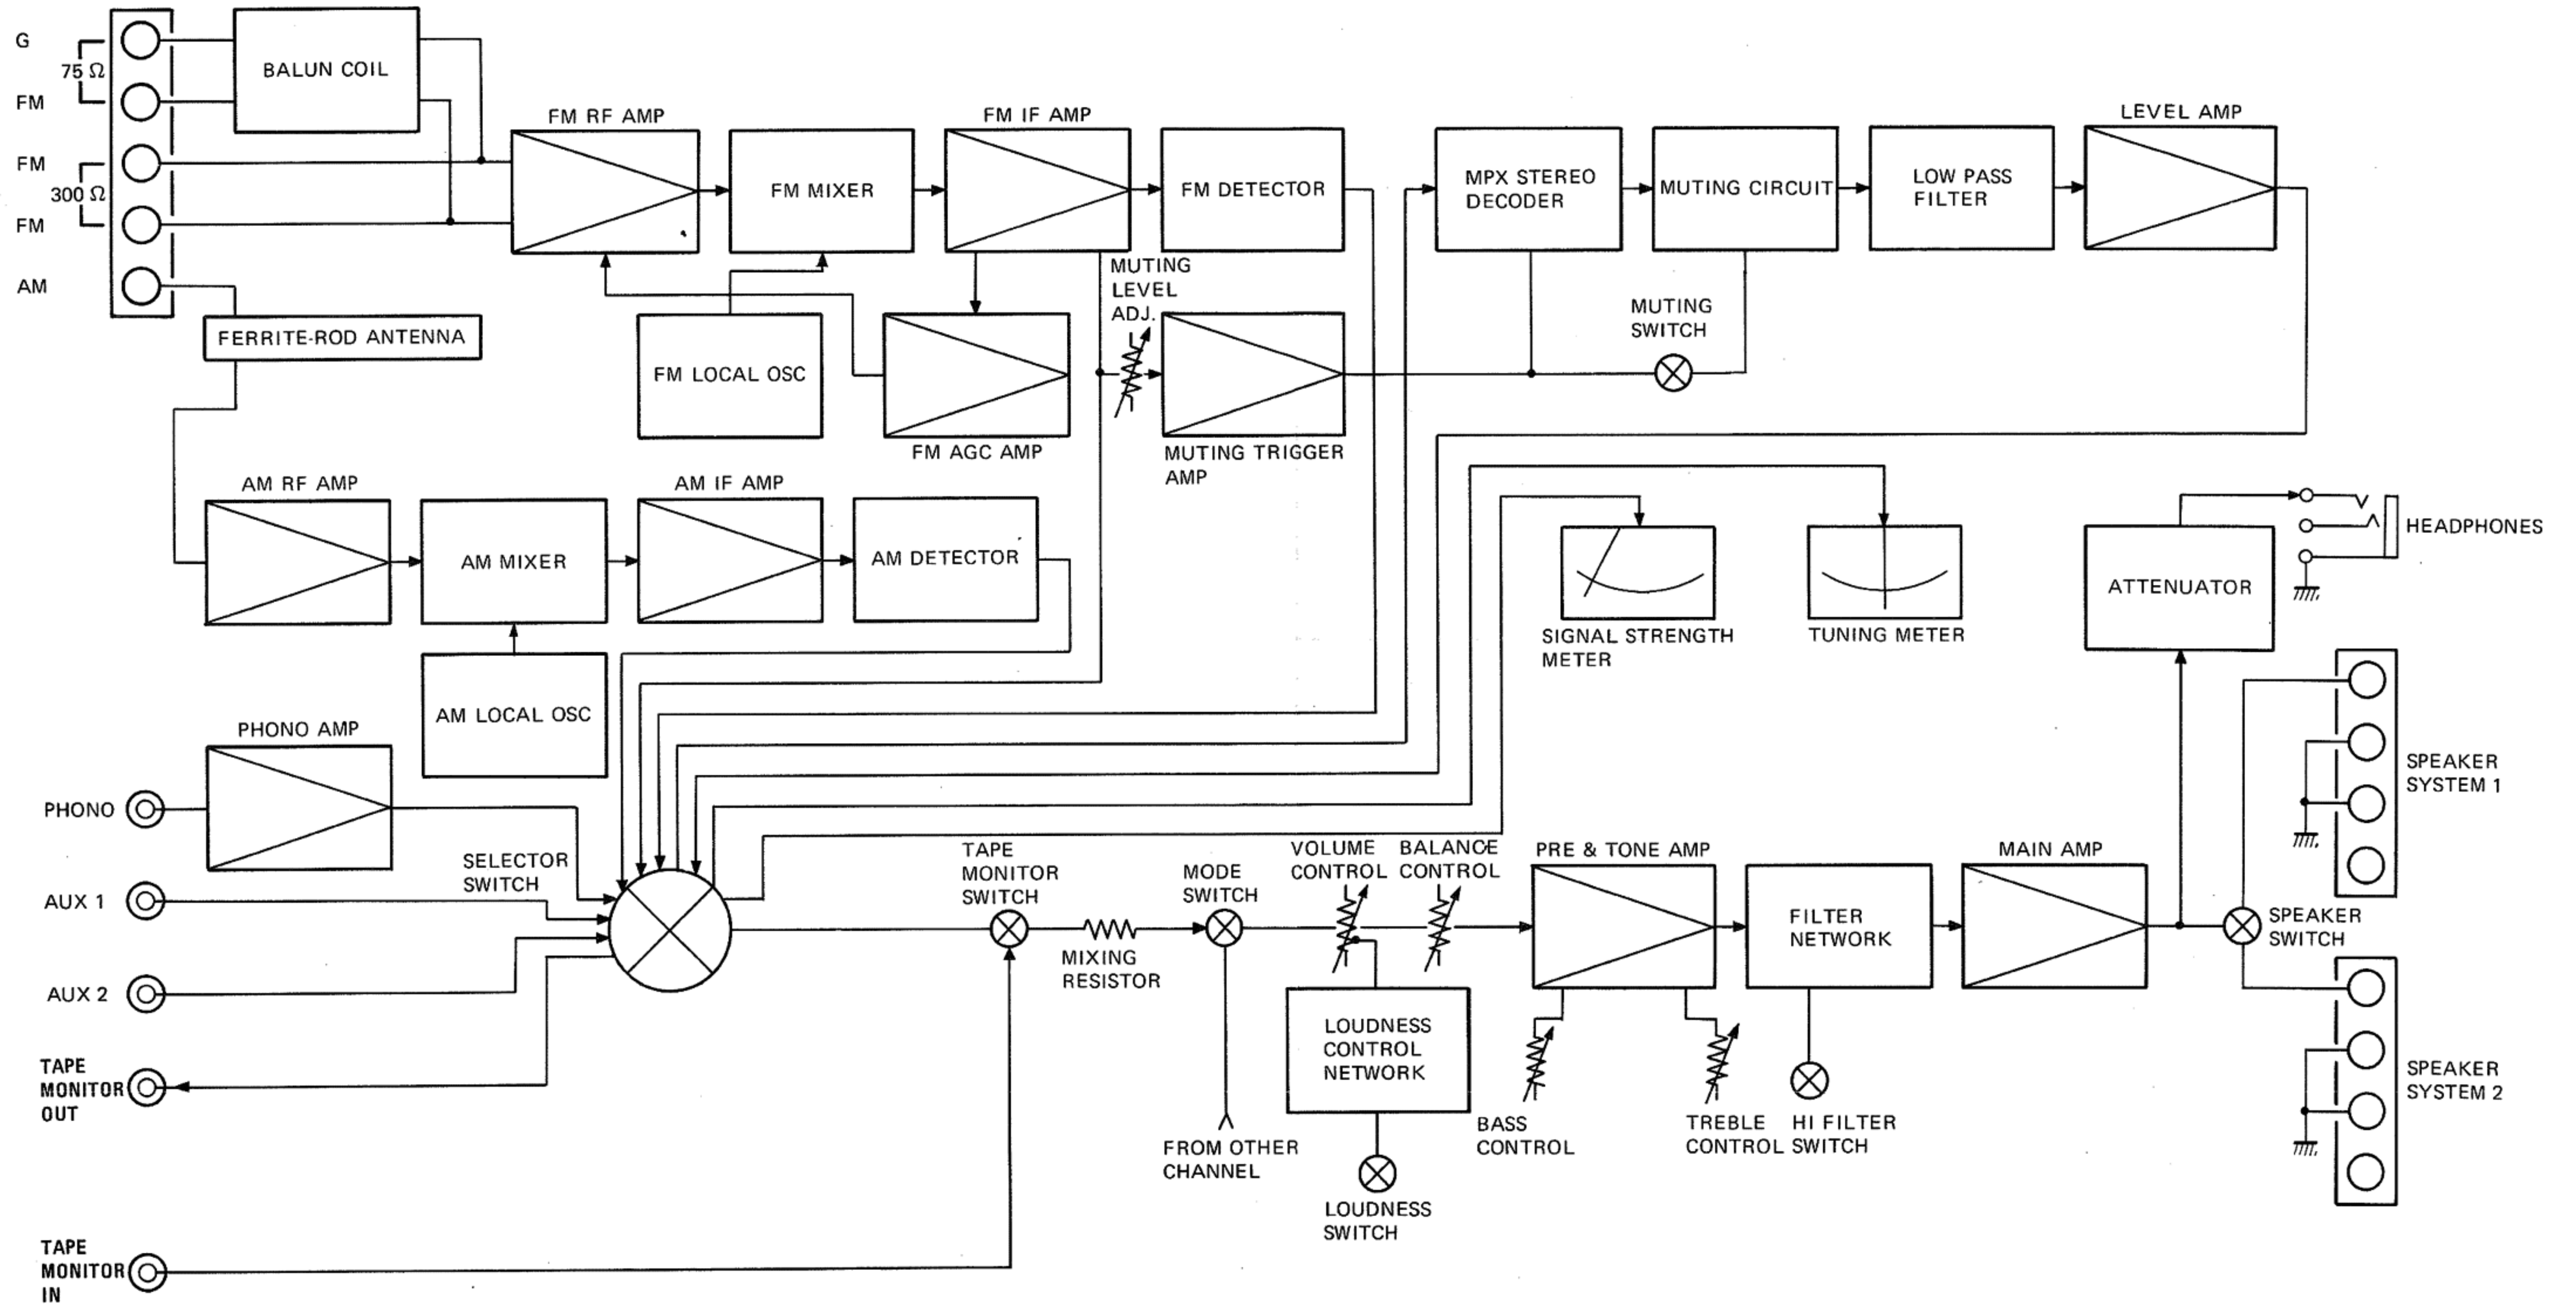 G
75 Ω
FM
FM
300 Ω
FM
AM
BALUN COIL
FERRITE-ROD ANTENNA
FM RF AMP
FM MIXER
FM IF AMP
FM DETECTOR
MPX STEREO
DECODER
MUTING CIRCUIT
LOW PASS
FILTER
LEVEL AMP
FM LOCAL OSC
FM AGC AMP
MUTING
LEVEL
ADJ.
MUTING TRIGGER
AMP
MUTING
SWITCH
AM RF AMP
AM MIXER
AM IF AMP
AM DETECTOR
AM LOCAL OSC
SIGNAL STRENGTH
METER
TUNING METER
ATTENUATOR
HEADPHONES
PHONO AMP
PHONO
AUX 1
AUX 2
TAPE
MONITOR
OUT
TAPE
MONITOR
IN
SELECTOR
SWITCH
TAPE
MONITOR
SWITCH
MIXING
RESISTOR
MODE
SWITCH
FROM OTHER
CHANNEL
VOLUME
CONTROL
BALANCE
CONTROL
LOUDNESS
CONTROL
NETWORK
LOUDNESS
SWITCH
PRE & TONE AMP
BASS
CONTROL
TREBLE
CONTROL
FILTER
NETWORK
HI FILTER
SWITCH
MAIN AMP
SPEAKER
SWITCH
SPEAKER
SYSTEM 1
SPEAKER
SYSTEM 2